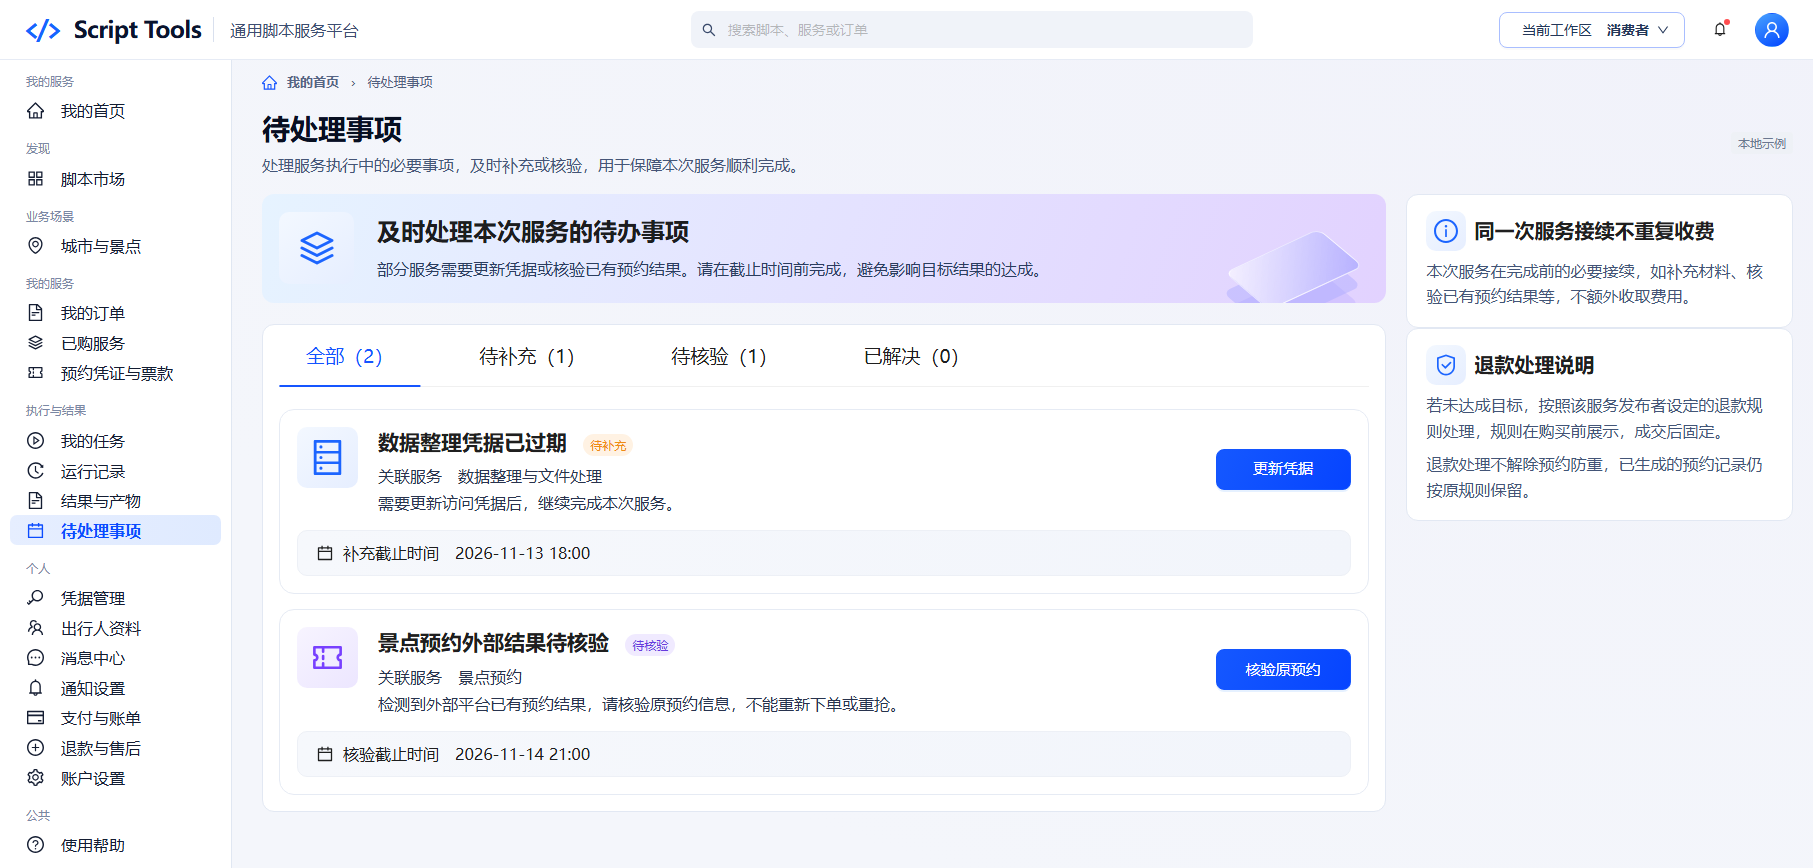 Script Tools
通用脚本服务平台
搜索脚本、服务或订单
当前工作区 消费者
我的服务
我的首页
发现
脚本市场
业务场景
城市与景点
我的服务
我的订单
已购服务
预约凭证与票款
执行与结果
我的任务
运行记录
结果与产物
待处理事项
个人
凭据管理
出行人资料
消息中心
通知设置
支付与账单
退款与售后
账户设置
公共
使用帮助
我的首页 › 待处理事项
待处理事项
处理服务执行中的必要事项，及时补充或核验，用于保障本次服务顺利完成。
本地示例
及时处理本次服务的待办事项
部分服务需要更新凭据或核验已有预约结果。请在截止时间前完成，避免影响目标结果的达成。
全部（2） 待补充（1） 待核验（1） 已解决（0）
数据整理凭据已过期 待补充
关联服务 数据整理与文件处理
需要更新访问凭据后，继续完成本次服务。
更新凭据
补充截止时间 2026-11-13 18:00
景点预约外部结果待核验 待核验
关联服务 景点预约
检测到外部平台已有预约结果，请核验原预约信息，不能重新下单或重抢。
核验原预约
核验截止时间 2026-11-14 21:00
同一次服务接续不重复收费
本次服务在完成前的必要接续，如补充材料、核
验已有预约结果等，不额外收取费用。
退款处理说明
若未达成目标，按照该服务发布者设定的退款规
则处理，规则在购买前展示，成交后固定。
退款处理不解除预约防重，已生成的预约记录仍
按原规则保留。